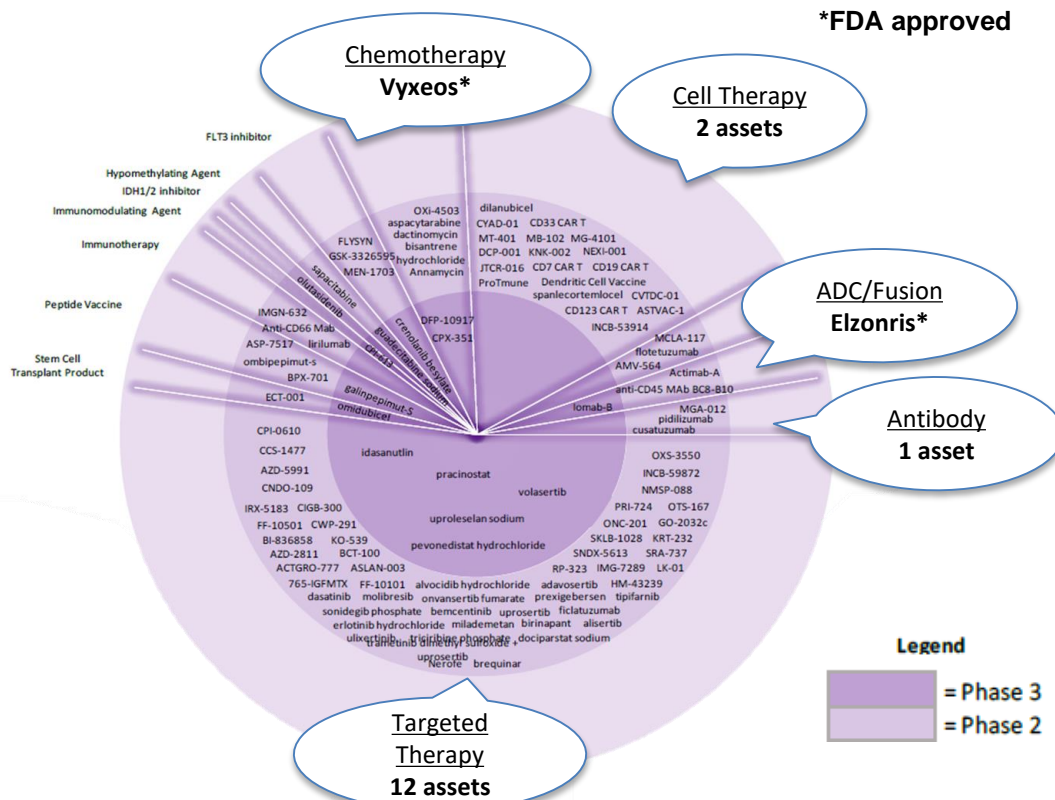 *FDA approved
Chemotherapy
Vyxeos*
Cell Therapy
2 assets
FLT3 inhibitor
Hypomethylating Agent
IDH1/2 inhibitor
Immunomodulating Agent
Immunotherapy
Peptide Vaccine
Stem Cell
Transplant Product
OXi-4503
aspacytarabine
dactinomycin
bisantrene
hydrochloride
Annamycin
DFP-10917
CPX-351
dilanubicel
CYAD-01 CD33 CAR T
MT-401 MB-102 MG-4101
DCP-001 KNK-002 NEXI-001
JTCR-016 CD7 CAR T CD19 CAR T
ProTmune Dendritic Cell Vaccine
spanlecortemlocel CVTDC-01
CD123 CAR T ASTVAC-1
INCB-53914
FLYSYN
GSK-3326595
MEN-1703
crenolanib besylate
sapacitabine
guadecitabine sodium
olutasidenib
CPI-613
IMGN-632
Anti-CD66 Mab
ASP-7517 lirilumab
ombipepimut-s
BPX-701
galinpepimut-S
ECT-001
omidubicel
ADC/Fusion
Elzonris*
MCLA-117
flotetuzumab
AMV-564
Actimab-A
anti-CD45 MAb BC8-B10
Iomab-B
MGA-012
pidilizumab
cusatuzumab
Antibody
1 asset
idasanutlin
pracinostat
volasertib
uproleselan sodium
pevonedistat hydrochloride
CPI-0610
CCS-1477
AZD-5991
CNDO-109
IRX-5183 CIGB-300
FF-10501 CWP-291
BI-836858 KO-539
AZD-2811 BCT-100
ACTGRO-777 ASLAN-003
OXS-3550
INCB-59872
NMSP-088
PRI-724 OTS-167
ONC-201 GO-2032c
SKLB-1028 KRT-232
SNDX-5613 SRA-737
RP-323 IMG-7289 LK-01
765-IGFMTX FF-10101 alvocidib hydrochloride adavosertib HM-43239
dasatinib molibresib onvansertib fumarate prexigebersen tipifarnib
sonidegib phosphate bemcentinib uprosertib ficlatuzumab
erlotinib hydrochloride milademetan birinapant alisertib
ulixertinib triciribine phosphate dociparstat sodium
trametinib dimethyl sulfoxide +
uprosertib
Nerofe brequinar
Targeted
Therapy
12 assets
Legend
= Phase 3
= Phase 2